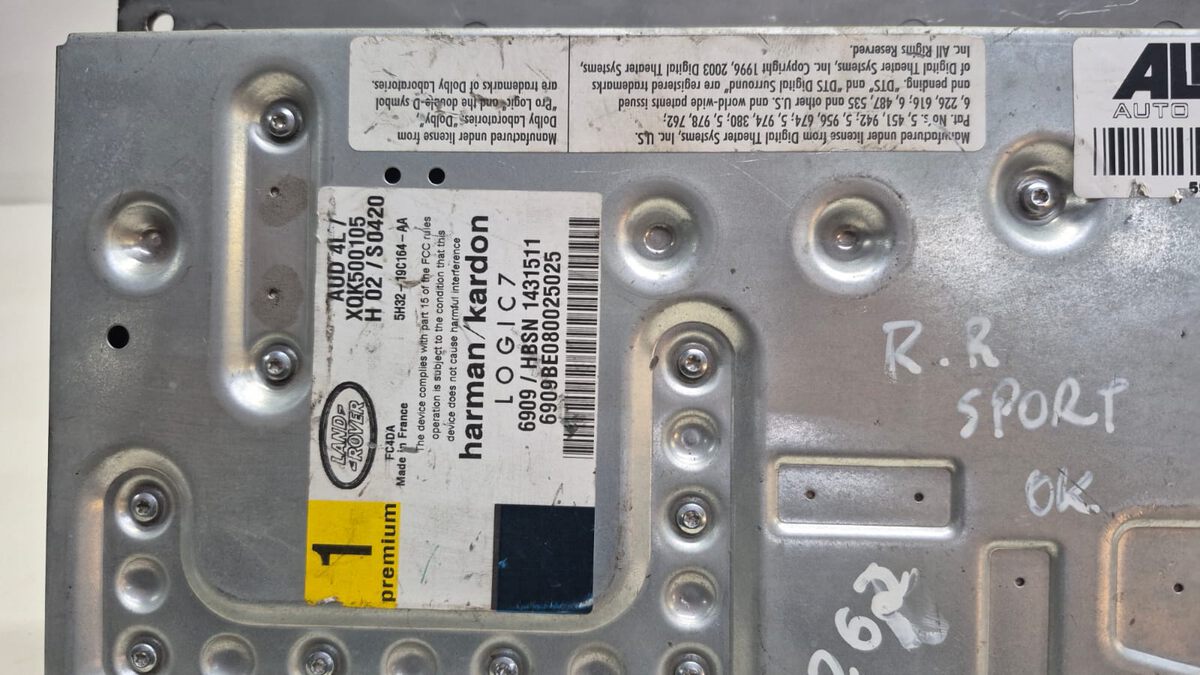 Manufactured under license from
Dolby Laboratories. "Dolby",
"Pro Logic" and the double-D symbol
are trademarks of Dolby Laboratories.
Manufactured under license from Digital Theater Systems, Inc. U.S.
Pat. No's. 5, 451, 942; 5, 956, 674; 5, 974, 380; 5, 978, 762;
6, 226, 616; 6, 487, 535 and other and U.S. and world-wide patents issued
and pending. "DTS" and "DTS Digital Surround" are registered trademarks
of Digital Theater Systems, Inc. Copyright 1996, 2003 Digital Theater Systems,
Inc. All Rights Reserved.
AUTO
AUD 4L /
XQK500105
H 02 / S0420
5H32-19C164-AA
LAND-
-ROVER
FC4DA
Made in France
The device complies with part 15 of the FCC rules
operation is subject to the condition that this
device does not cause harmful interference
harman/kardon
LOGIC7
6909 / HBSN 1431511
6909BE080025025
1
premium
R.R
SPORT
OK.